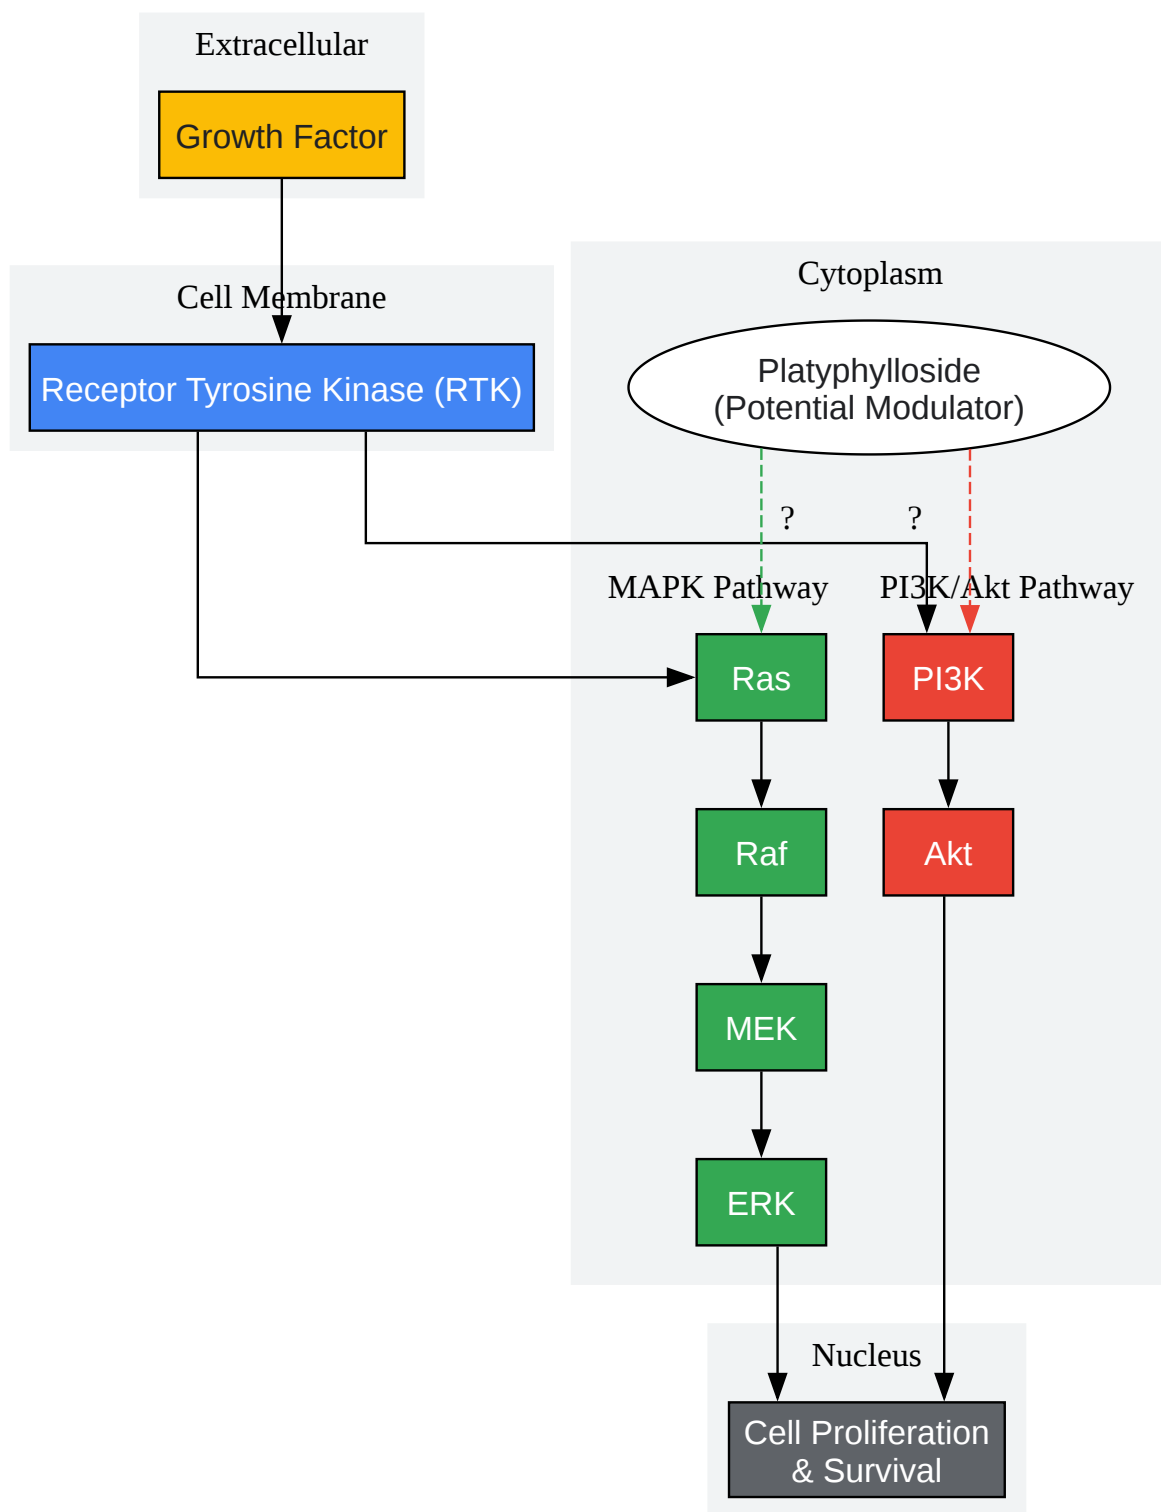 Extracellular
Growth Factor
Cell Membrane
Receptor Tyrosine Kinase (RTK)
Cytoplasm
Platyphylloside
(Potential Modulator)
?
?
MAPK Pathway
PI3K/Akt Pathway
Ras
PI3K
Raf
Akt
MEK
ERK
Nucleus
Cell Proliferation
& Survival